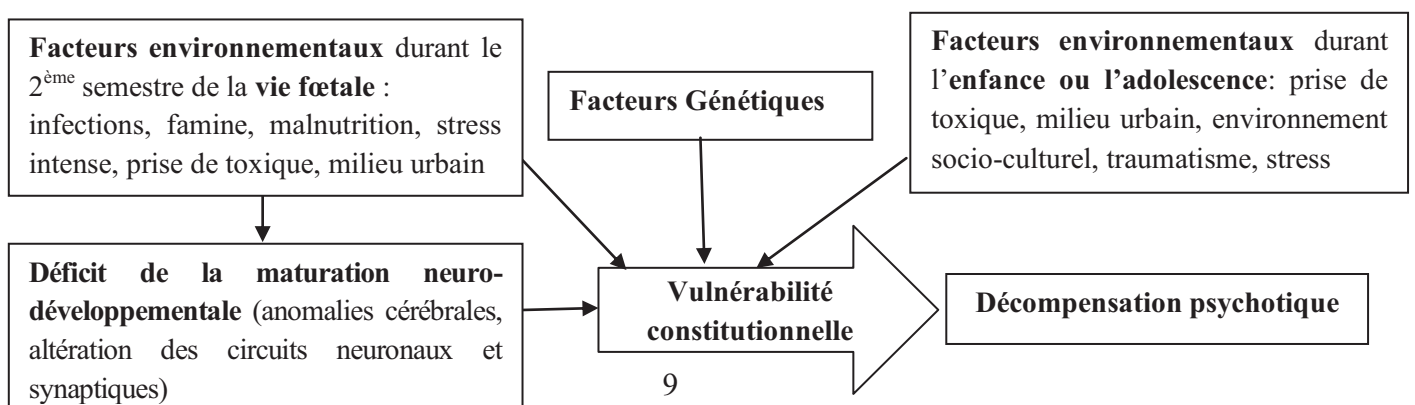 Facteurs environnementaux durant le
2ème semestre de la vie fœtale :
infections, famine, malnutrition, stress
intense, prise de toxique, milieu urbain
Facteurs Génétiques
Facteurs environnementaux durant
l'enfance ou l'adolescence: prise de
toxique, milieu urbain, environnement
socio-culturel, traumatisme, stress
Déficit de la maturation neuro-
développementale (anomalies cérébrales,
altération des circuits neuronaux et
synaptiques)
Vulnérabilité
constitutionnelle
Décompensation psychotique
9